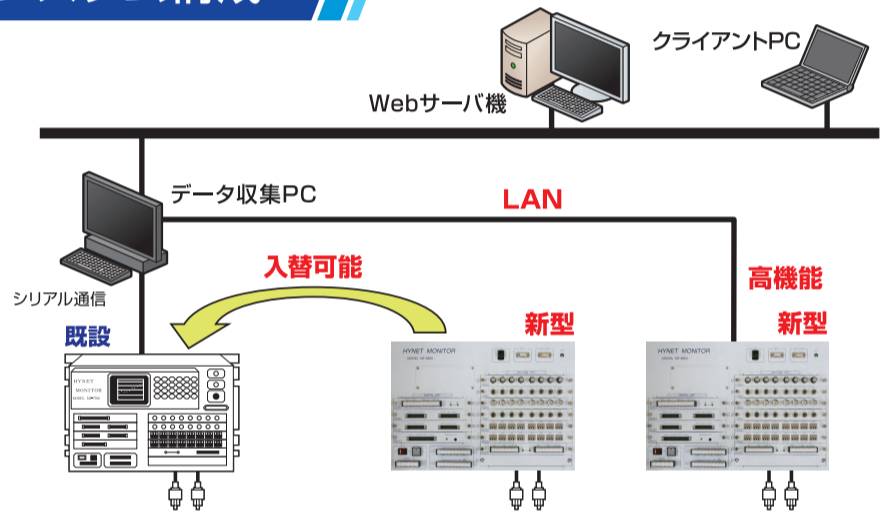 クライアントPC
Webサーバ機
データ収集PC
LAN
入替可能
高機能
シリアル通信
既設
新型
新型
HYNET
MONITOR
HYNET MONITOR
HYNET MONITOR